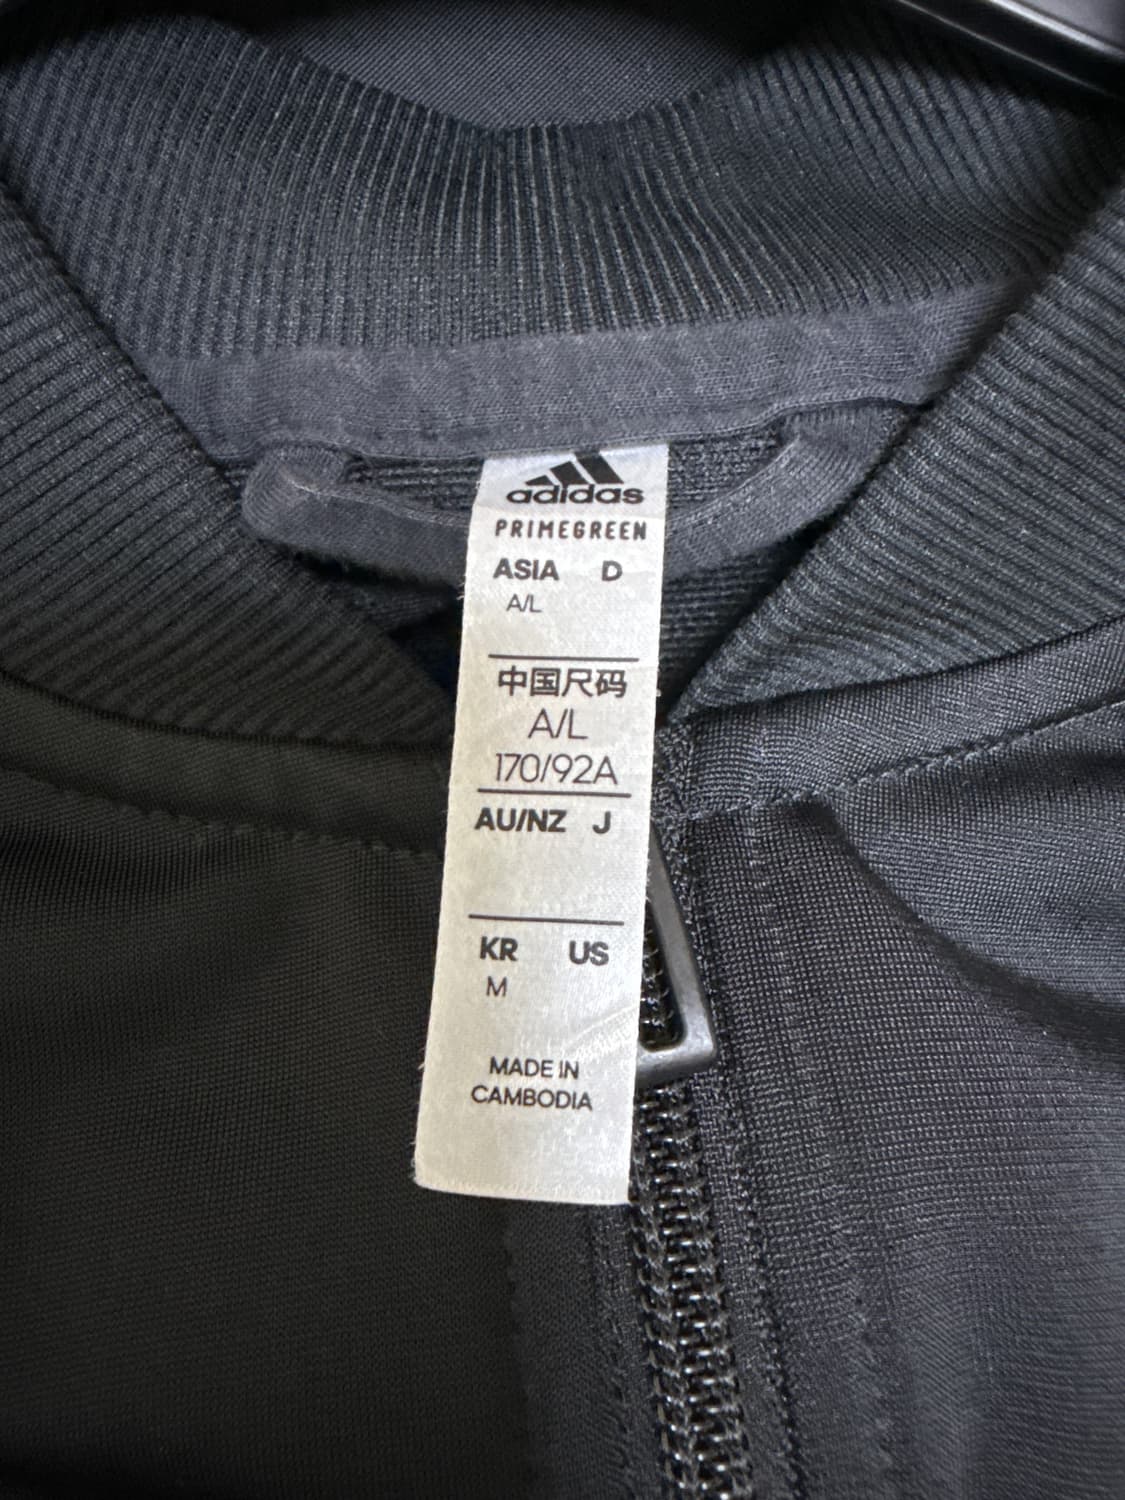 adidas
PRIMEGREEN
ASIA D
A/L
中国尺码
A/L
170/92A
AU/NZ J
KR US
M
MADE IN
CAMBODIA